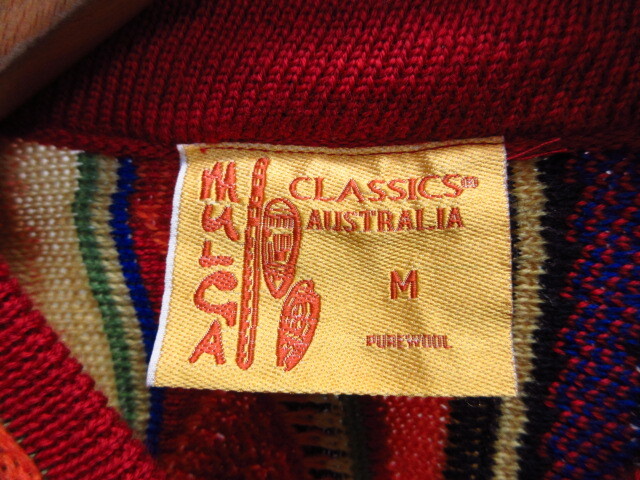 MULGA
CLASSICS®
AUSTRALIA
M
PURE WOOL